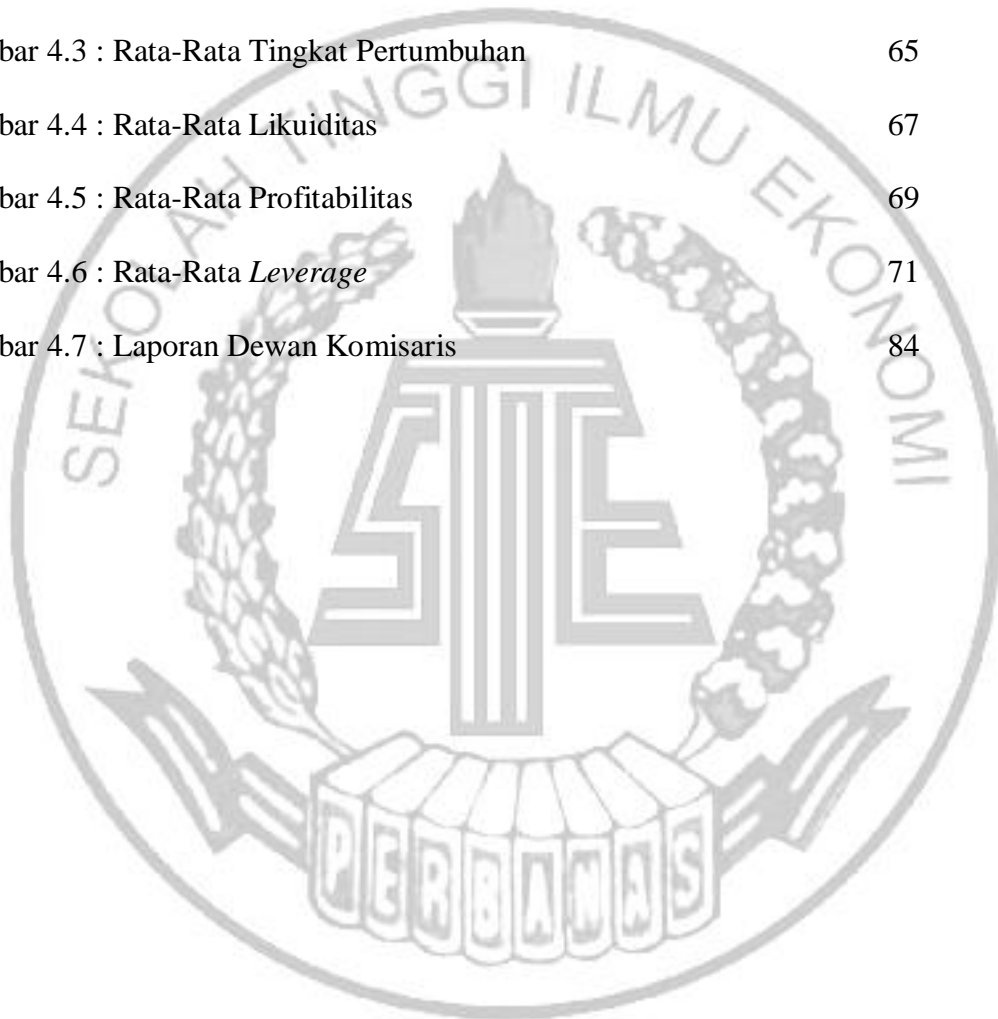 bar 4.3 : Rata-Rata Tingkat Pertumbuhan 65
bar 4.4 : Rata-Rata Likuiditas 67
bar 4.5 : Rata-Rata Profitabilitas 69
bar 4.6 : Rata-Rata Leverage 71
bar 4.7 : Laporan Dewan Komisaris 84
SEKOLAH TINGGI ILMU EKONOMI
STIE
PERBANAS